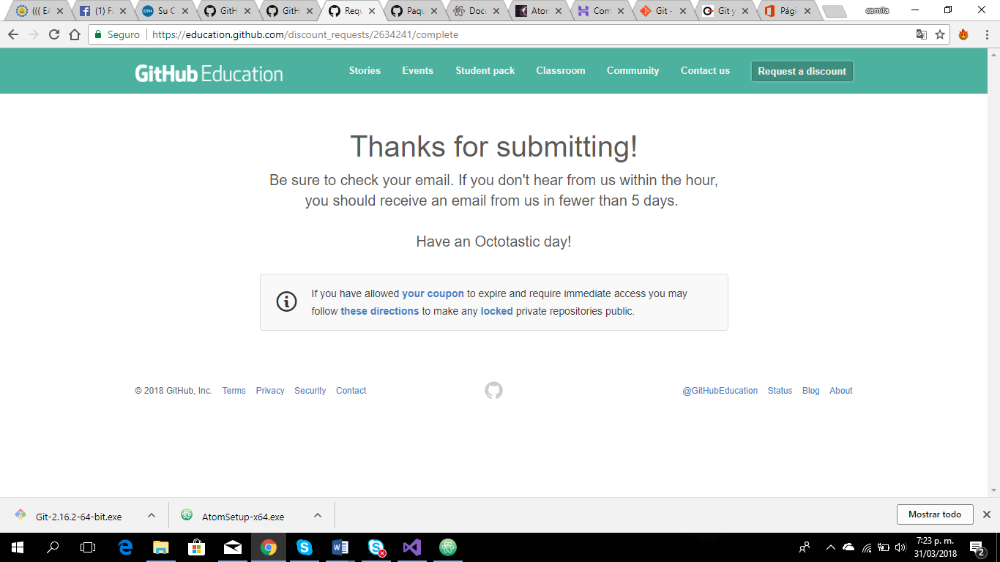 ((( EA
(1) Fa
OTH
Su C
GitH
GitH
Requ
Paqu
Docu
Atom
Com
Git -
Git y
Pági
camila
Seguro
https://education.github.com/discount_requests/2634241/complete
GitHub Education
Stories
Events
Student pack
Classroom
Community
Contact us
Request a discount
Thanks for submitting!
Be sure to check your email. If you don't hear from us within the hour,
you should receive an email from us in fewer than 5 days.
Have an Octotastic day!
If you have allowed your coupon to expire and require immediate access you may
follow these directions to make any locked private repositories public.
© 2018 GitHub, Inc.
Terms
Privacy
Security
Contact
@GitHubEducation
Status
Blog
About
Git-2.16.2-64-bit.exe
AtomSetup-x64.exe
Mostrar todo
7:23 p. m.
31/03/2018
2